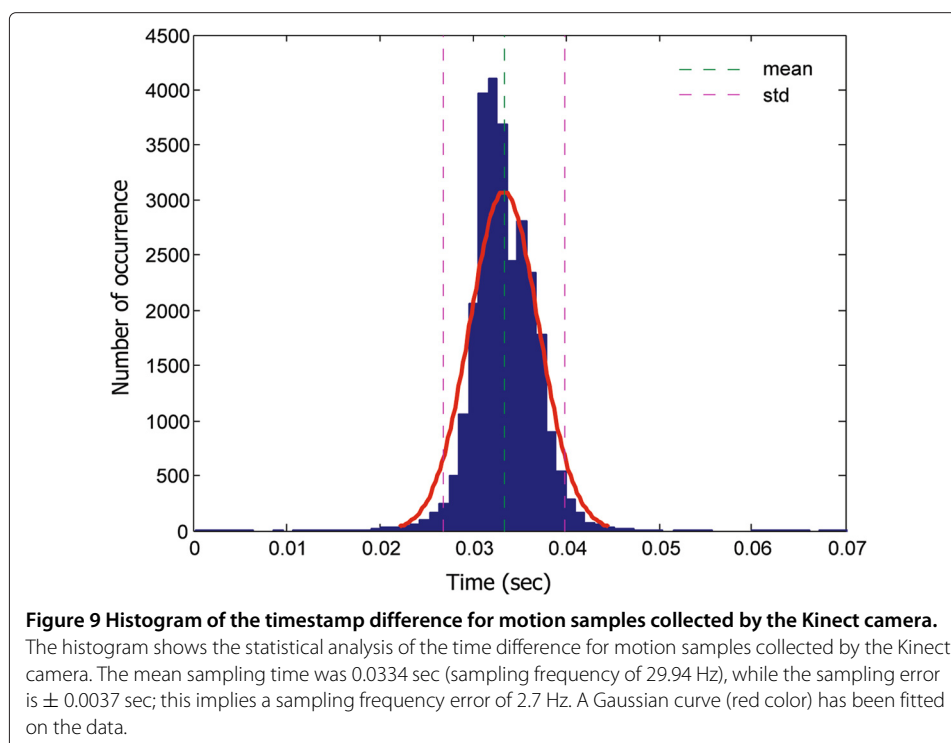 4500
4000
3500
3000
2500
2000
1500
1000
500
0
Number of occurrence
mean
std
0 0.01 0.02 0.03 0.04 0.05 0.06 0.07
Time (sec)
Figure 9 Histogram of the timestamp difference for motion samples collected by the Kinect camera.
The histogram shows the statistical analysis of the time difference for motion samples collected by the Kinect
camera. The mean sampling time was 0.0334 sec (sampling frequency of 29.94 Hz), while the sampling error
is ± 0.0037 sec; this implies a sampling frequency error of 2.7 Hz. A Gaussian curve (red color) has been fitted
on the data.